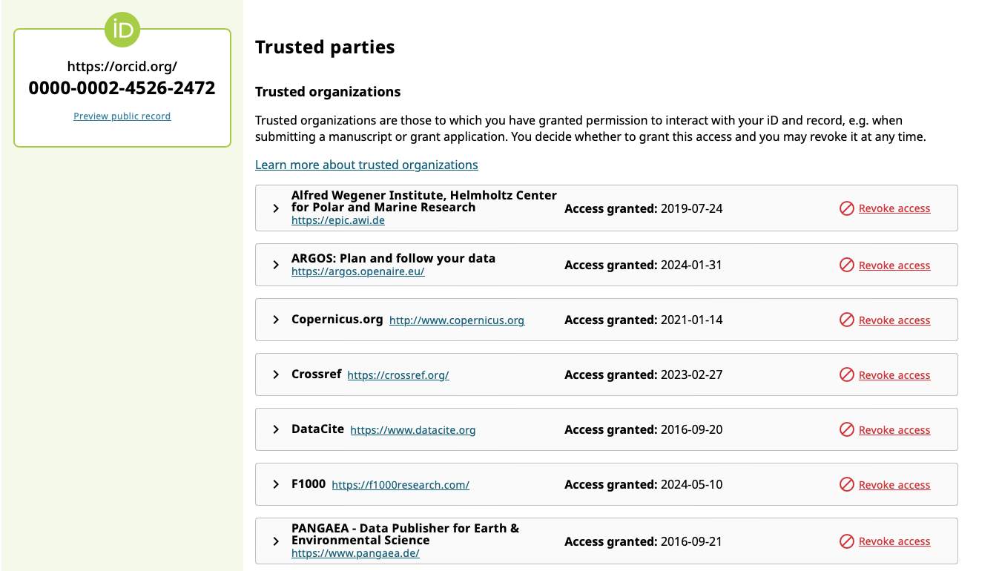 iD
https://orcid.org/
0000-0002-4526-2472
Preview public record
Trusted parties
Trusted organizations
Trusted organizations are those to which you have granted permission to interact with your iD and record, e.g. when
submitting a manuscript or grant application. You decide whether to grant this access and you may revoke it at any time.
Learn more about trusted organizations
Alfred Wegener Institute, Helmholtz Center
for Polar and Marine Research
https://epic.awi.de
Access granted: 2019-07-24
Revoke access
ARGOS: Plan and follow your data
https://argos.openaire.eu/
Access granted: 2024-01-31
Revoke access
Copernicus.org http://www.copernicus.org
Access granted: 2021-01-14
Revoke access
Crossref https://crossref.org/
Access granted: 2023-02-27
Revoke access
DataCite https://www.datacite.org
Access granted: 2016-09-20
Revoke access
F1000 https://f1000research.com/
Access granted: 2024-05-10
Revoke access
PANGAEA - Data Publisher for Earth &
Environmental Science
https://www.pangaea.de/
Access granted: 2016-09-21
Revoke access